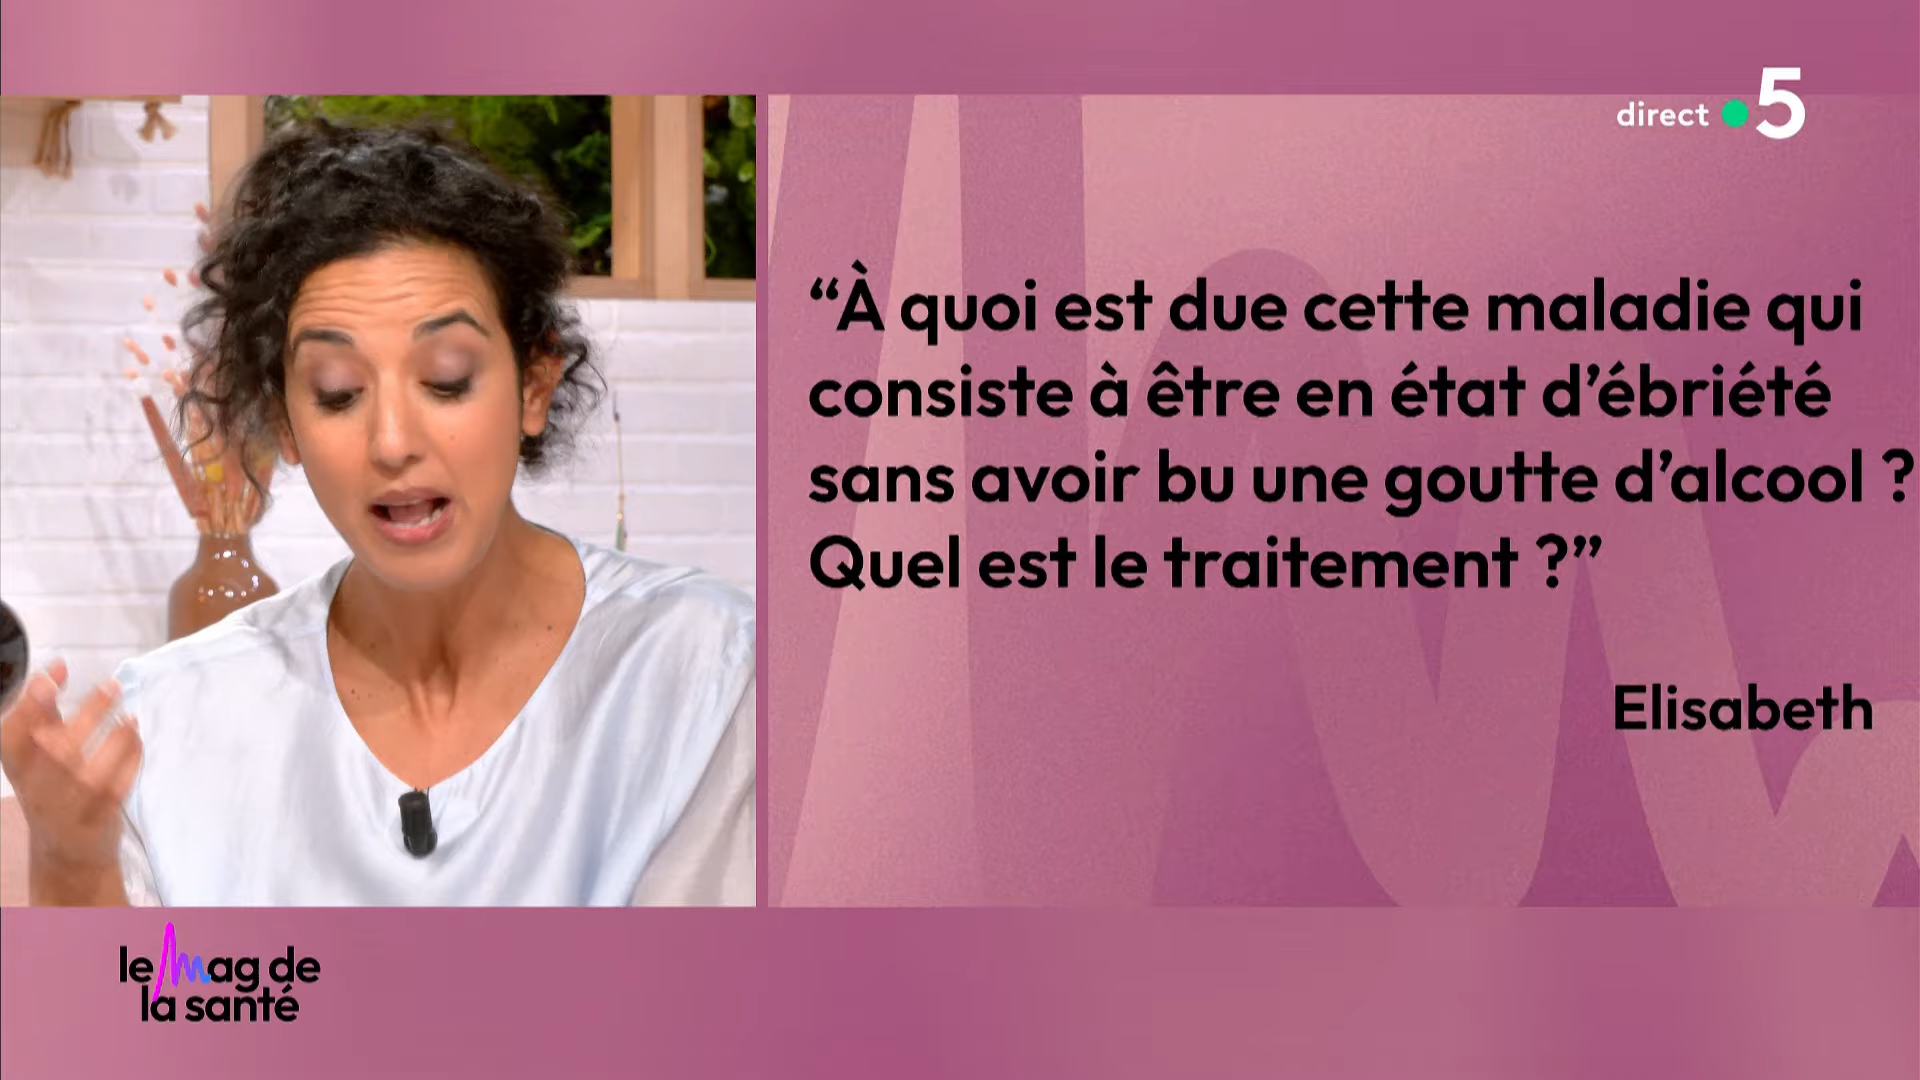 direct 5
“À quoi est due cette maladie qui
consiste à être en état d’ébriété
sans avoir bu une goutte d’alcool ?
Quel est le traitement ?”
Elisabeth
le mag de
la santé